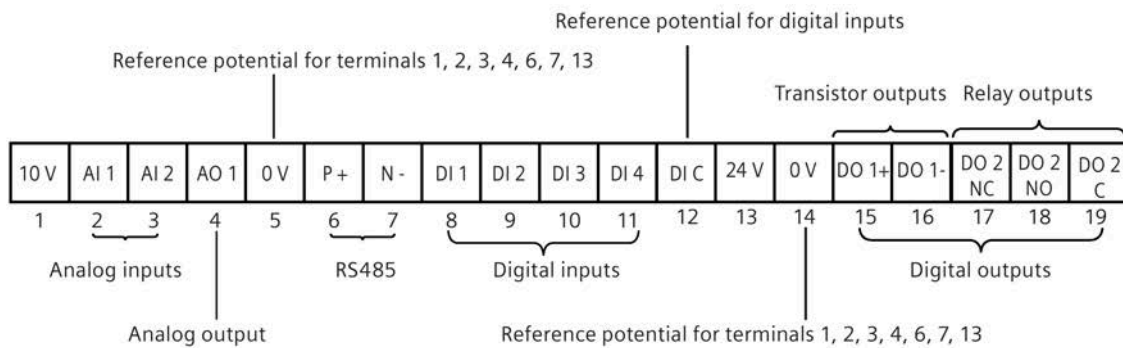 Reference potential for digital inputs
Reference potential for terminals 1, 2, 3, 4, 6, 7, 13
Transistor outputs Relay outputs
10 V AI 1 AI 2 AO 1 0 V P + N - DI 1 DI 2 DI 3 DI 4 DI C 24 V 0 V DO 1+ DO 1- DO 2 NC DO 2 NO DO 2 C
1 2 3 4 5 6 7 8 9 10 11 12 13 14 15 16 17 18 19
Analog inputs RS485 Digital inputs Digital outputs
Analog output Reference potential for terminals 1, 2, 3, 4, 6, 7, 13